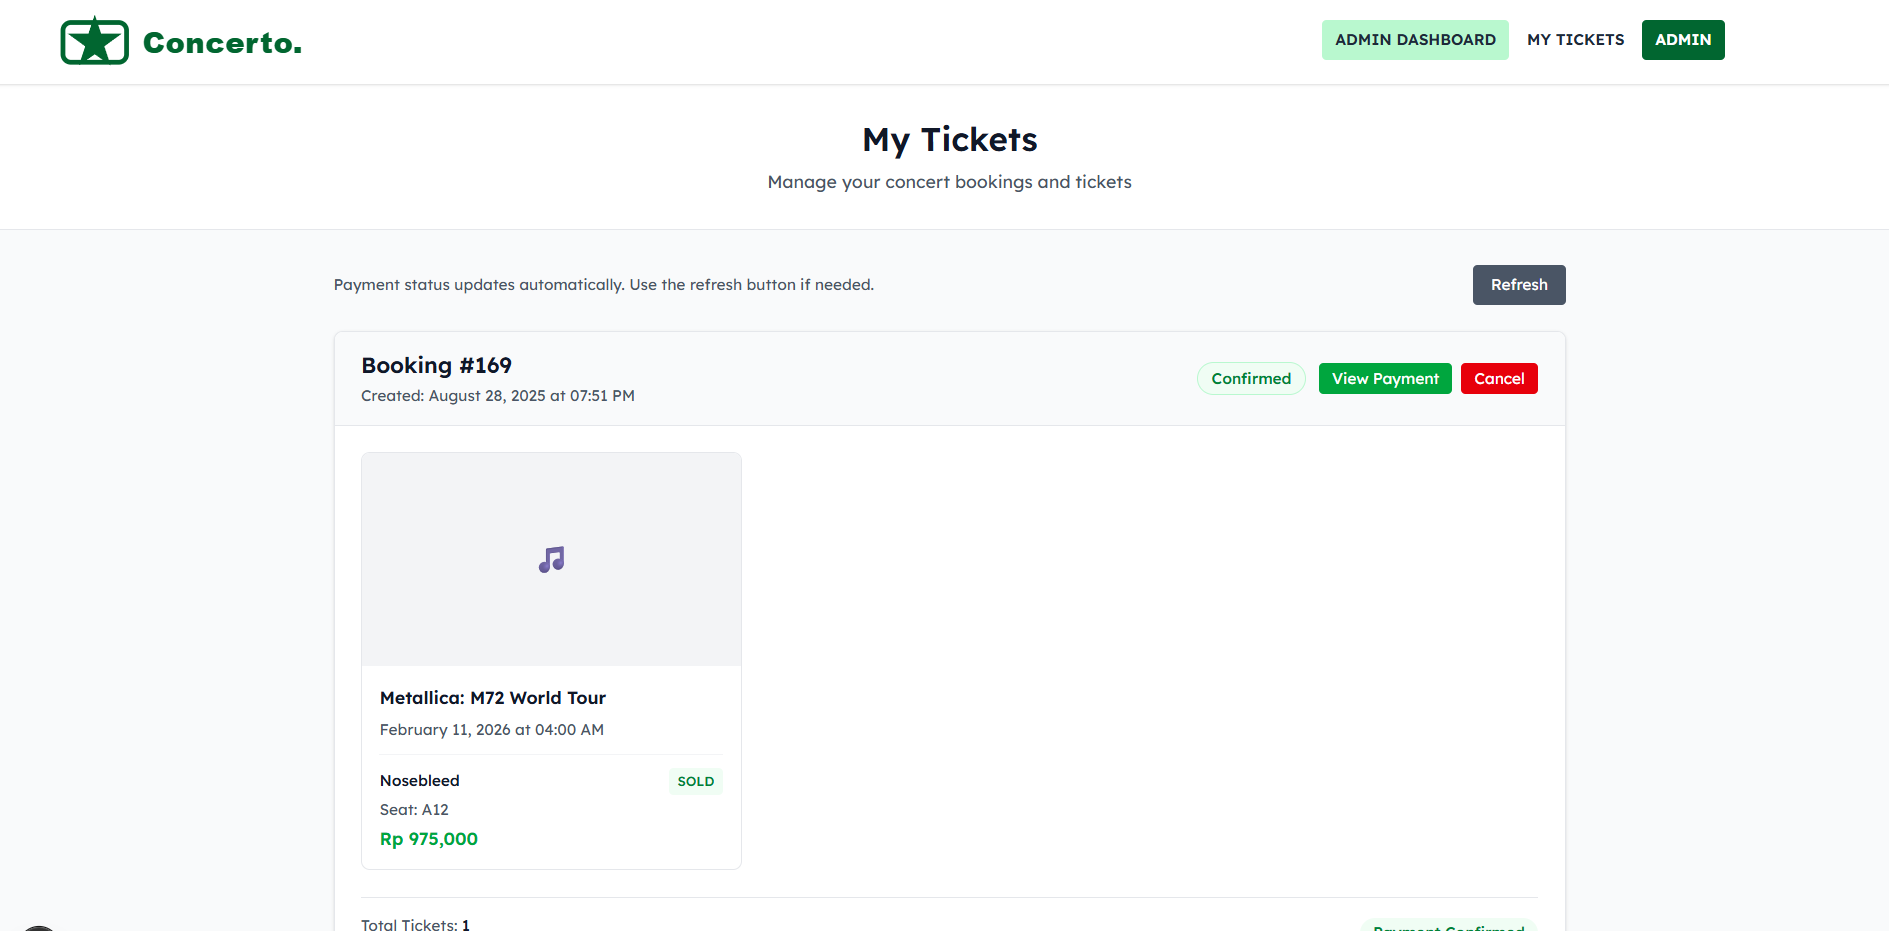 Concerto.
ADMIN DASHBOARD
MY TICKETS
ADMIN
My Tickets
Manage your concert bookings and tickets
Payment status updates automatically. Use the refresh button if needed.
Refresh
Booking #169
Created: August 28, 2025 at 07:51 PM
Confirmed
View Payment
Cancel
Metallica: M72 World Tour
February 11, 2026 at 04:00 AM
Nosebleed
SOLD
Seat: A12
Rp 975,000
Total Tickets: 1
Payment Confirmed